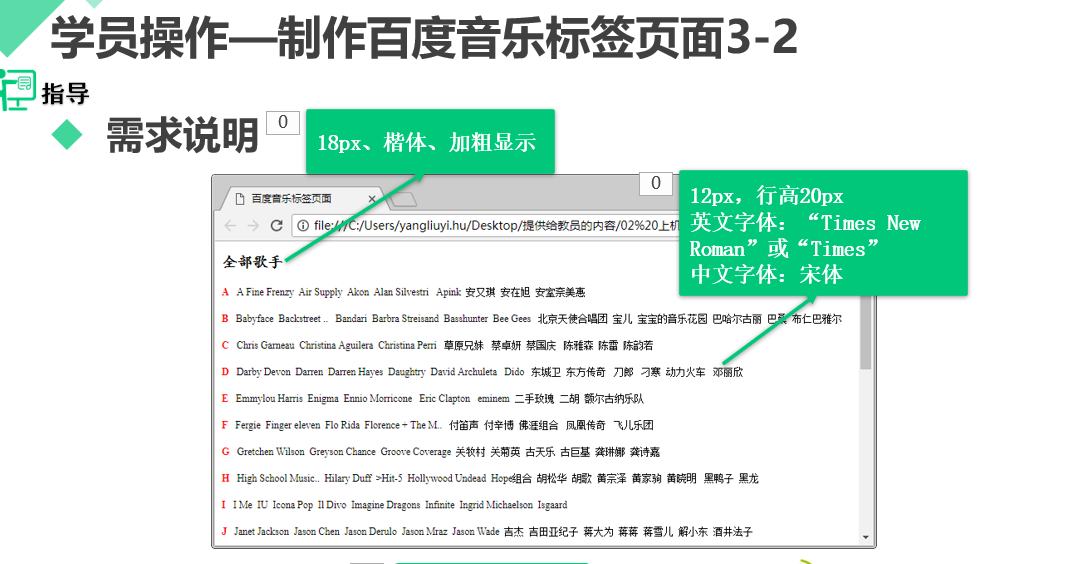 学员操作—制作百度音乐标签页面3-2
指导
需求说明
0
18px、楷体、加粗显示
0
12px，行高20px
英文字体：“Times New
Roman”或“Times”
中文字体：宋体
百度音乐标签页面
file:///C:/Users/yangliuyi.hu/Desktop/提供给教员的内容/02%20上机
全部歌手
A A Fine Frenzy Air Supply Akon Alan Silvestri Apink 安又琪 安在旭 安室奈美惠
B Babyface Backstreet .. Bandari Barbra Streisand Basshunter Bee Gees 北京天使合唱团 宝儿 宝宝的音乐花园 巴哈尔古丽 巴桑 布仁巴雅尔
C Chris Garneau Christina Aguilera Christina Perri 草原兄妹 禁卓妍 禁国庆 陈雅森 陈雷 陈韵若
D Darby Devon Darren Darren Hayes Daughtry David Archuleta Dido 东城卫 东方传奇 刀郎 刁寒 动力火车 邓丽欣
E Emmylou Harris Enigma Ennio Morricone Eric Clapton eminem 二手玫瑰 二胡 额尔古纳乐队
F Fergie Finger eleven Flo Rida Florence + The M.. 付笛声 付辛博 佛涯组合 凤凰传奇 飞儿乐团
G Gretchen Wilson Greyson Chance Groove Coverage 关牧村 关菊英 古天乐 古巨基 龚琳娜 龚诗嘉
H High School Music.. Hilary Duff >Hit-5 Hollywood Undead Hope组合 胡松华 胡歌 黄宗泽 黄家驹 黄晓明 黑鸭子 黑龙
I I Me IU Icona Pop Il Divo Imagine Dragons Infinite Ingrid Michaelson Isgaard
J Janet Jackson Jason Chen Jason Derulo Jason Mraz Jason Wade 吉杰 吉田亚纪子 蒋大为 蒋蒋 蒋雪儿 解小东 酒井法子